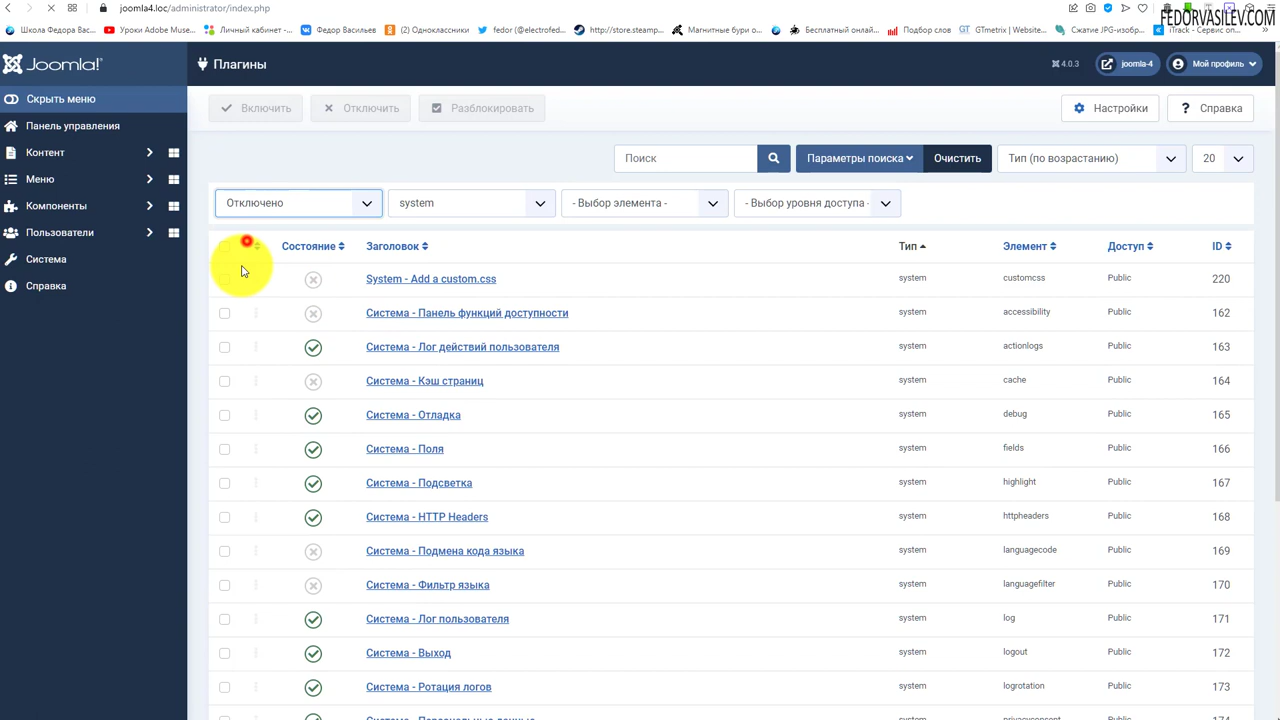 joomla4.loc/administrator/index.php
FEDORVASILEV.COM
Школа Федора Вас... Уроки Adobe Muse... Личный кабинет -... Федор Васильев (2) Одноклассники fedor (@electrofed... http://store.steamp... Магнитные бури о... Бесплатный онлай... Подбор слов GTmetrix | Website... Сжатие JPG-изобр... iTrack - Сервис оп...
Joomla! Плагины 4.0.3 joomla-4 Мой профиль
Скрыть меню
Панель управления
Контент
Меню
Компоненты
Пользователи
Система
Справка
Включить Отключить Разблокировать Настройки ? Справка
Поиск Параметры поиска Очистить Тип (по возрастанию) 20
Отключено system - Выбор элемента - - Выбор уровня доступа -
Состояние Заголовок Тип Элемент Доступ ID
System - Add a custom.css system customcss Public 220
Система - Панель функций доступности system accessibility Public 162
Система - Лог действий пользователя system actionlogs Public 163
Система - Кэш страниц system cache Public 164
Система - Отладка system debug Public 165
Система - Поля system fields Public 166
Система - Подсветка system highlight Public 167
Система - HTTP Headers system httpheaders Public 168
Система - Подмена кода языка system languagecode Public 169
Система - Фильтр языка system languagefilter Public 170
Система - Лог пользователя system log Public 171
Система - Выход system logout Public 172
Система - Ротация логов system logrotation Public 173